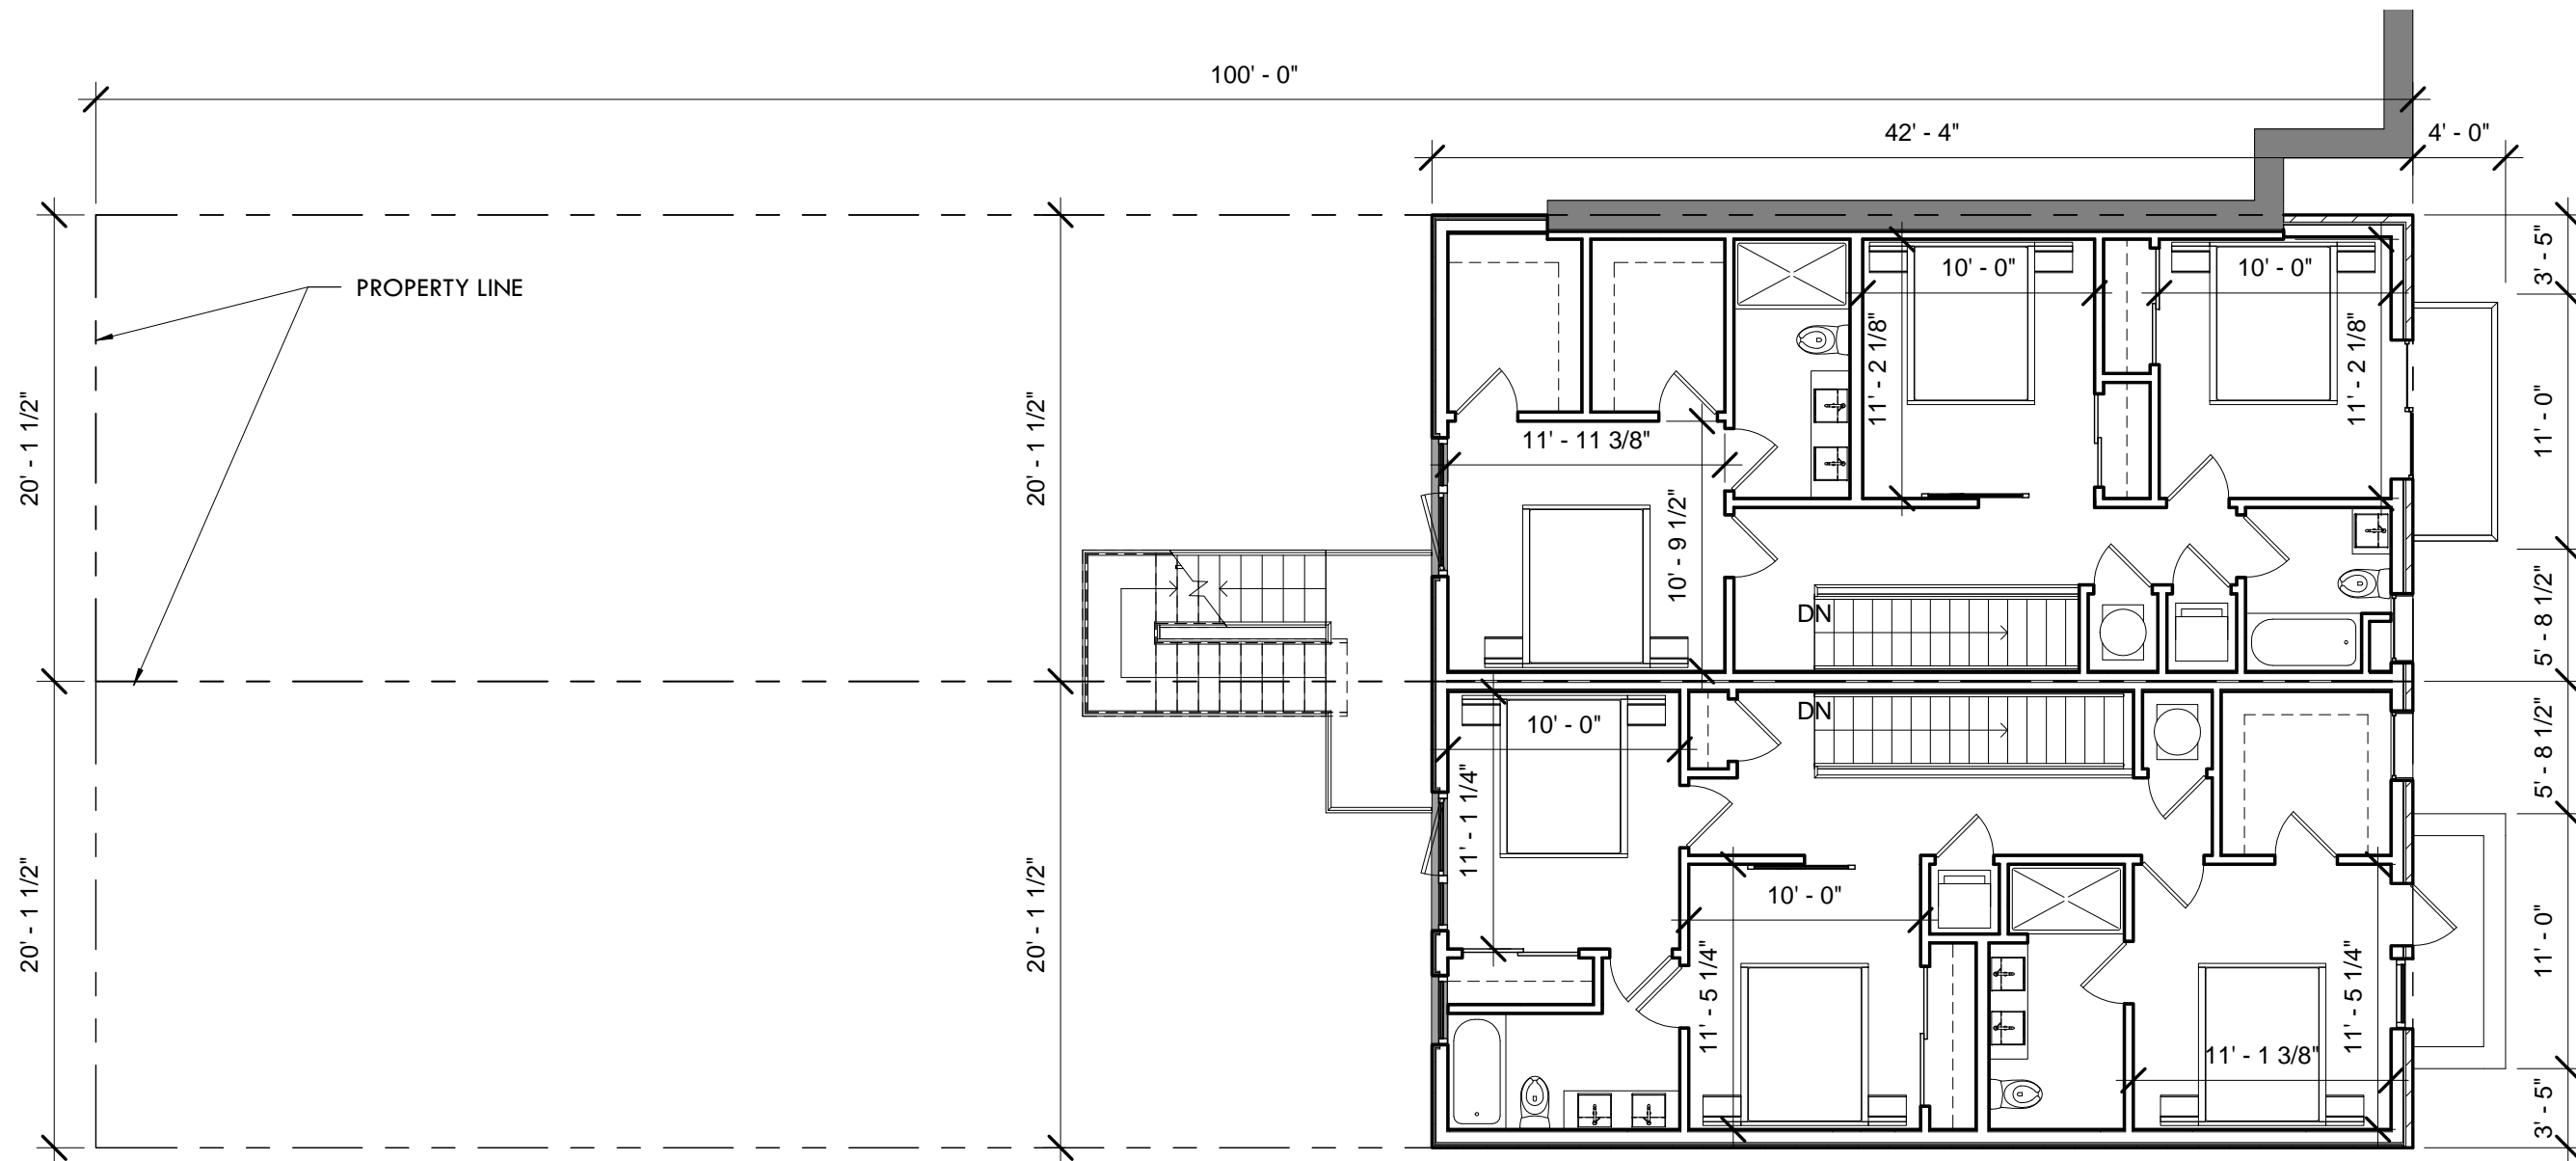 100' - 0"
42' - 4"
4' - 0"
PROPERTY LINE
20' - 1 1/2"
20' - 1 1/2"
3' - 5"
10' - 0"
10' - 0"
11' - 2 1/8"
11' - 2 1/8"
11' - 0"
11' - 11 3/8"
10' - 9 1/2"
DN
5' - 8 1/2"
DN
10' - 0"
5' - 8 1/2"
11' - 1 1/4"
20' - 1 1/2"
20' - 1 1/2"
10' - 0"
11' - 5 1/4"
11' - 5 1/4"
11' - 0"
11' - 1 3/8"
3' - 5"